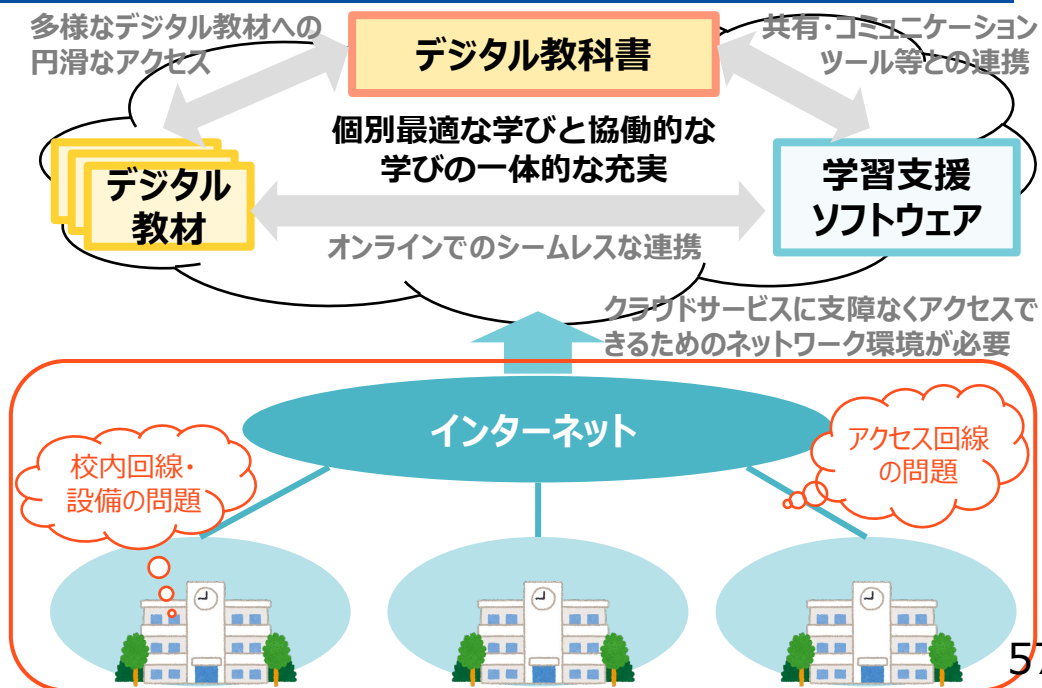 多様なデジタル教材への
円滑なアクセス
デジタル教科書
共有・コミュニケーション
ツール等との連携
個別最適な学びと協働的な
学びの一体的な充実
デジタル
教材
学習支援
ソフトウェア
オンラインでのシームレスな連携
クラウドサービスに支障なくアクセスで
きるためのネットワーク環境が必要
インターネット
校内回線・
設備の問題
アクセス回線
の問題
57